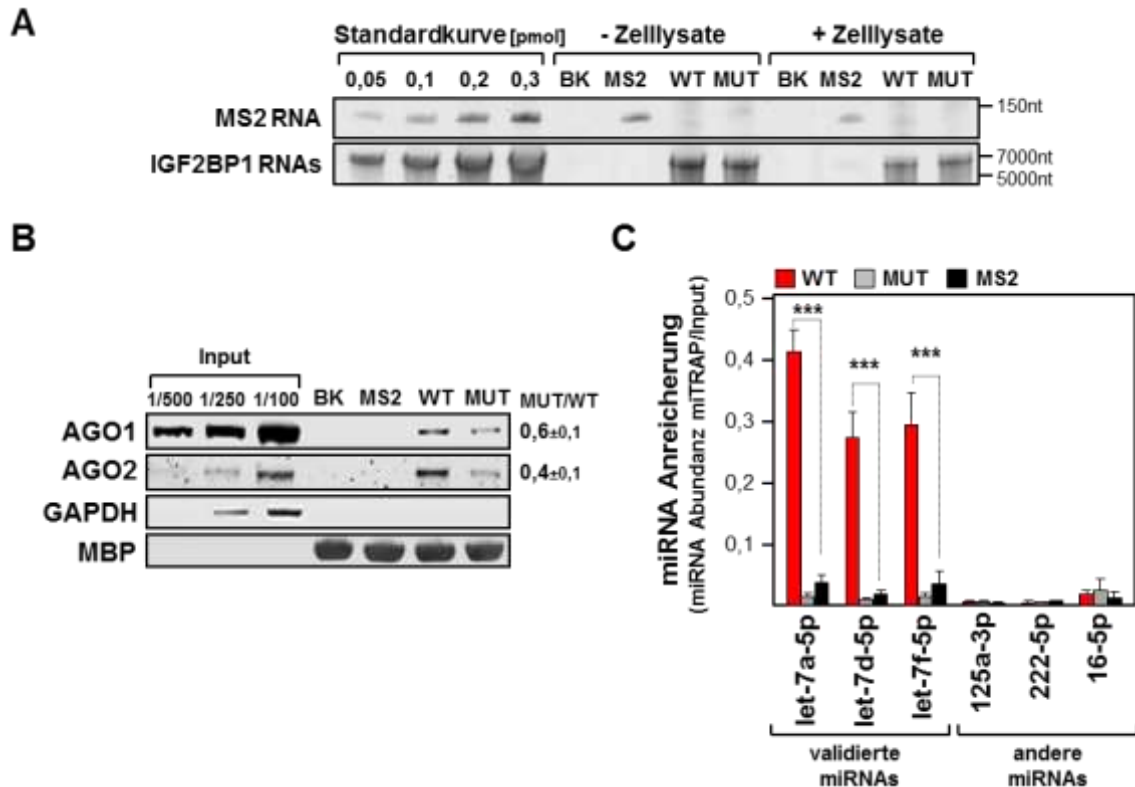 A
Standardkurve [pmol] - Zelllysate + Zelllysate
0,05 0,1 0,2 0,3 BK MS2 WT MUT BK MS2 WT MUT
MS2 RNA 150nt
IGF2BP1 RNAs 7000nt
5000nt
B
Input
1/500 1/250 1/100 BK MS2 WT MUT MUT/WT
AGO1 0,6±0,1
AGO2 0,4±0,1
GAPDH
MBP
C
WT MUT MS2
miRNA Anreicherung
(miRNA Abundanz miTRAP/Input)
0,5
0,4
0,3
0,2
0,1
*** *** ***
let-7a-5p let-7d-5p let-7f-5p 125a-3p 222-5p 16-5p
validierte andere
miRNAs miRNAs